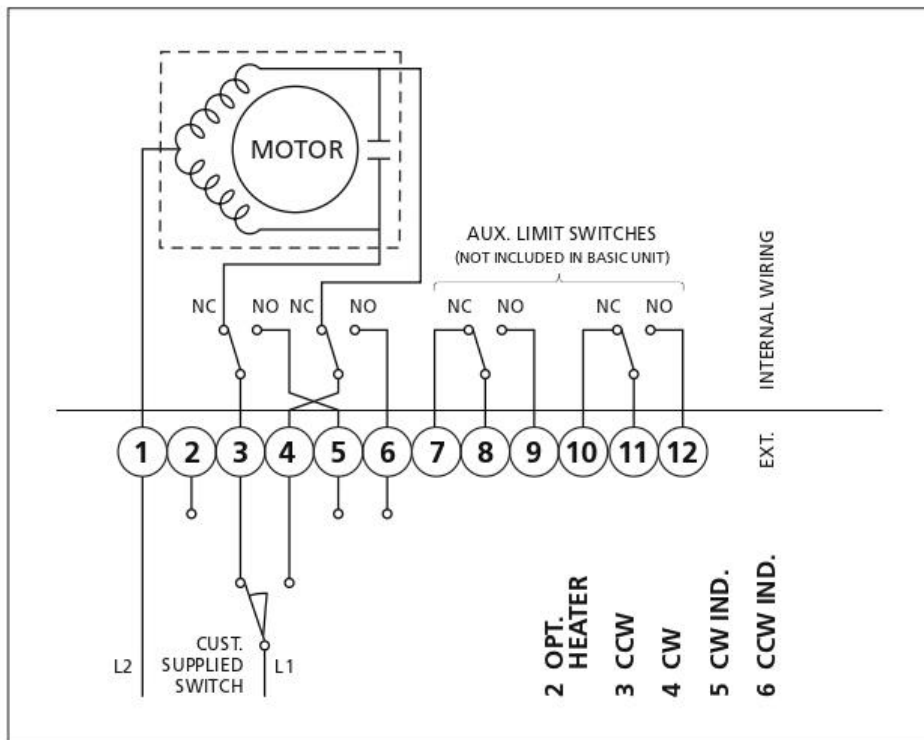 MOTOR
AUX. LIMIT SWITCHES
(NOT INCLUDED IN BASIC UNIT)
NC NO NC NO NC NO NC NO
INTERNAL WIRING
1 2 3 4 5 6 7 8 9 10 11 12
EXT.
L2
CUST.
SUPPLIED
SWITCH
L1
2 OPT.
HEATER
3 CCW
4 CW
5 CW IND.
6 CCW IND.